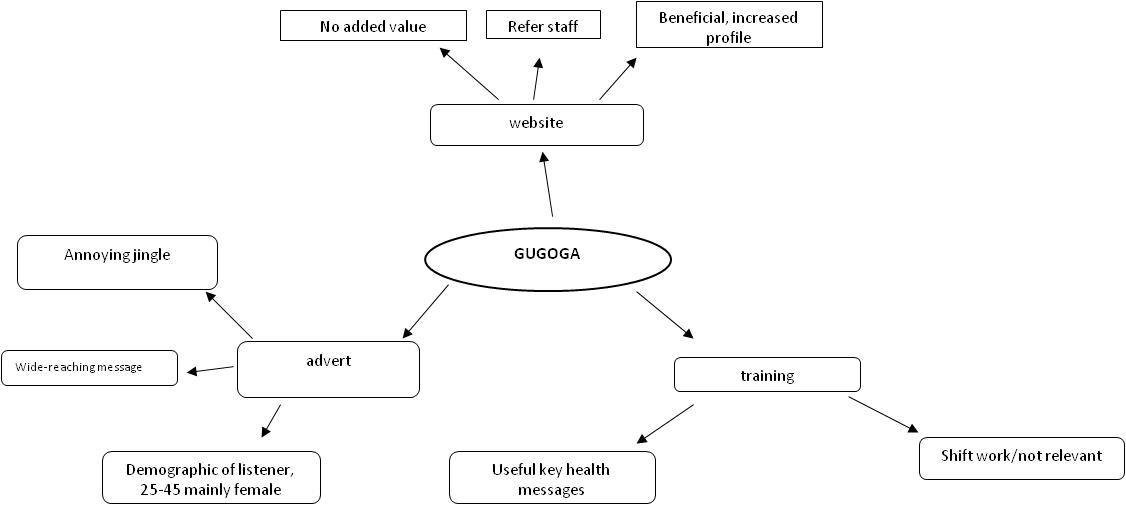 No added value
Refer staff
Beneficial, increased
profile
website
GUGOGA
Annoying jingle
advert
Wide-reaching message
training
Demographic of listener,
25-45 mainly female
Useful key health
messages
Shift work/not relevant